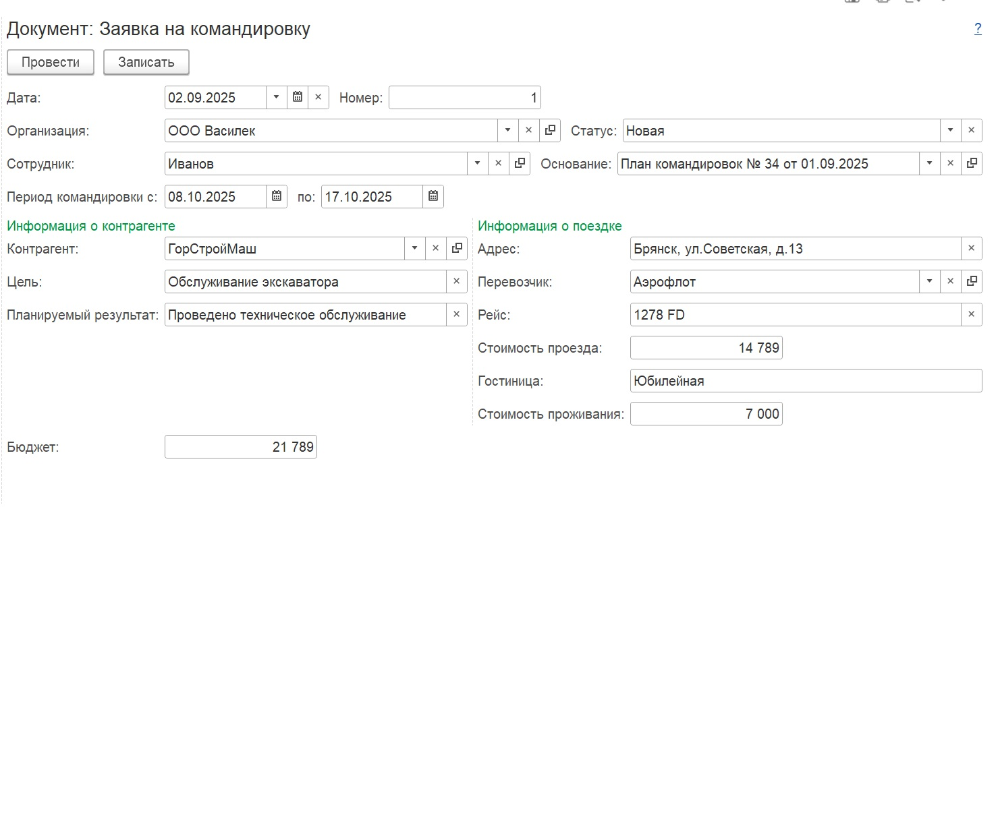 Документ: Заявка на командировку ?
Провести Записать
Дата: 02.09.2025 Номер: 1
Организация: ООО Василек Статус: Новая
Сотрудник: Иванов Основание: План командировок № 34 от 01.09.2025
Период командировки с: 08.10.2025 по: 17.10.2025
Информация о контрагенте
Контрагент: ГорСтройМаш
Цель: Обслуживание экскаватора
Планируемый результат: Проведено техническое обслуживание
Информация о поездке
Адрес: Брянск, ул.Советская, д.13
Перевозчик: Аэрофлот
Рейс: 1278 FD
Стоимость проезда: 14 789
Гостиница: Юбилейная
Стоимость проживания: 7 000
Бюджет: 21 789